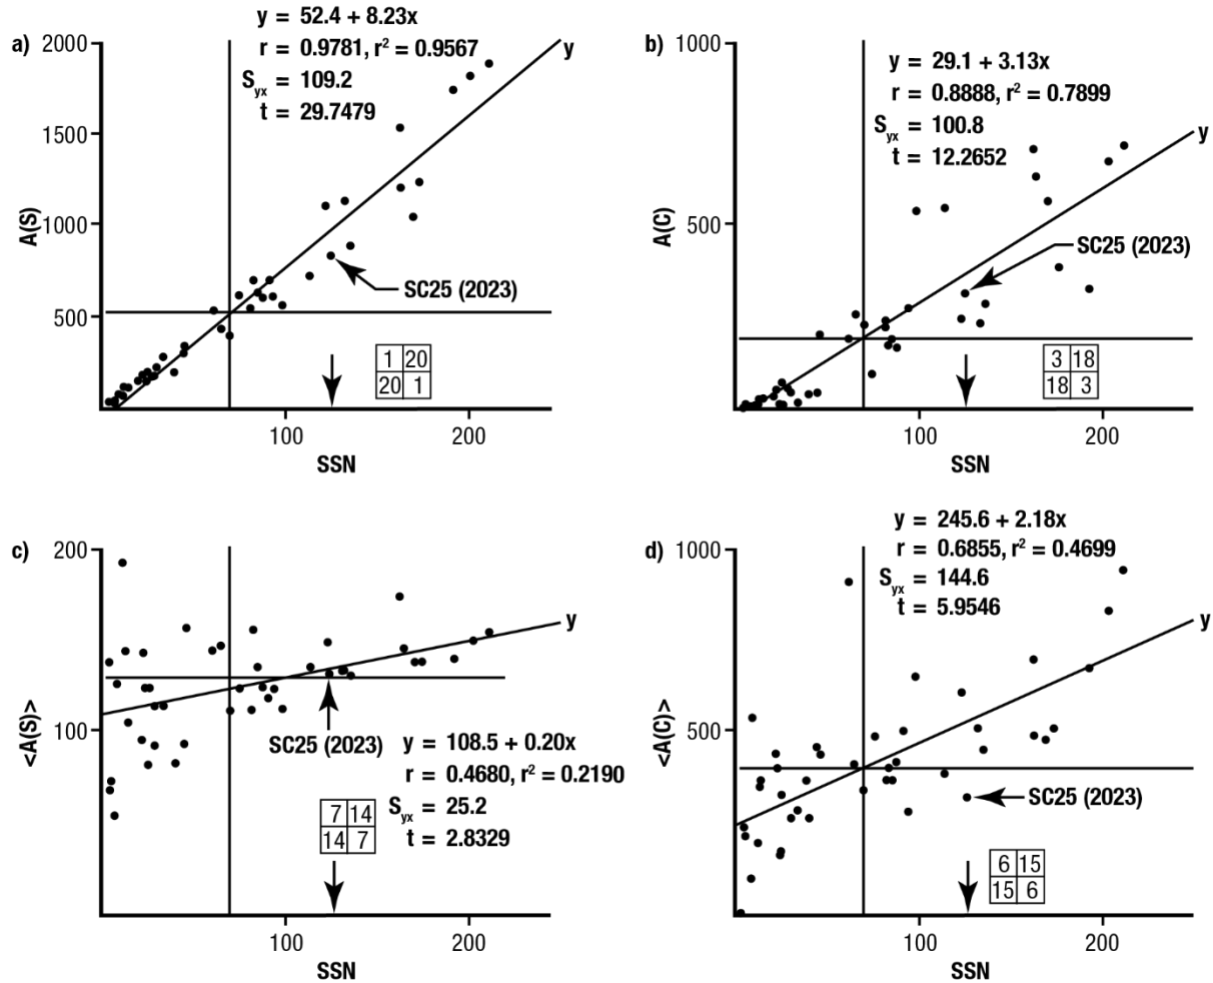 a)
y = 52.4 + 8.23x
r = 0.9781, r² = 0.9567
Syx = 109.2
t = 29.7479
2000
1500
1000
500
A(S)
y
SC25 (2023)
1 20
20 1
100 200
SSN
b)
y = 29.1 + 3.13x
r = 0.8888, r² = 0.7899
Syx = 100.8
t = 12.2652
1000
500
A(C)
y
SC25 (2023)
3 18
18 3
100 200
SSN
c)
200
100
<A(S)>
y
SC25 (2023)
y = 108.5 + 0.20x
r = 0.4680, r² = 0.2190
Syx = 25.2
t = 2.8329
7 14
14 7
100 200
SSN
d)
y = 245.6 + 2.18x
r = 0.6855, r² = 0.4699
Syx = 144.6
t = 5.9546
1000
500
<A(C)>
y
SC25 (2023)
6 15
15 6
100 200
SSN